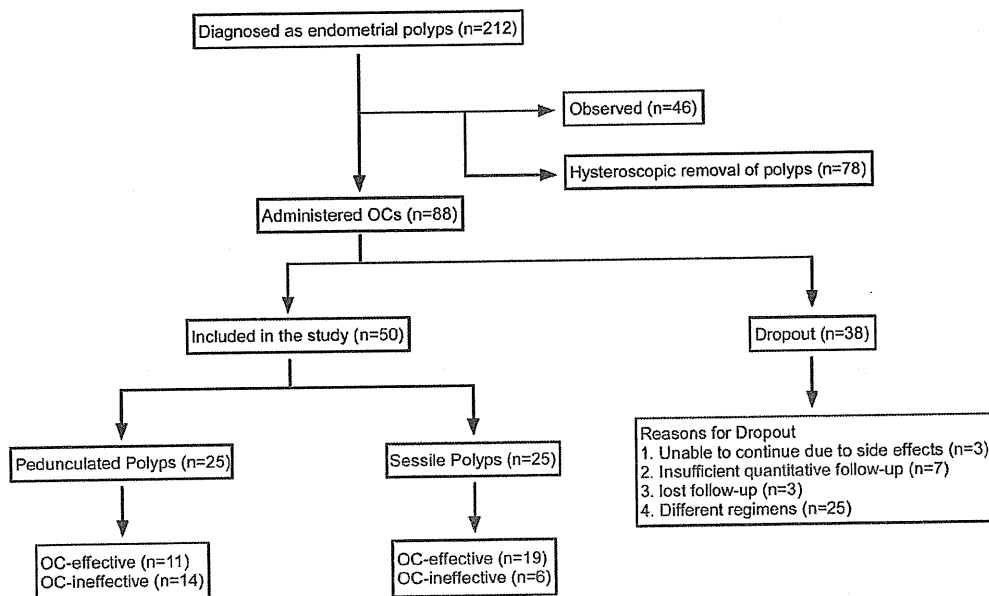 Diagnosed as endometrial polyps (n=212)
Observed (n=46)
Hysteroscopic removal of polyps (n=78)
Administered OCs (n=88)
Included in the study (n=50)
Dropout (n=38)
Pedunculated Polyps (n=25)
Sessile Polyps (n=25)
Reasons for Dropout
1. Unable to continue due to side effects (n=3)
2. Insufficient quantitative follow-up (n=7)
3. lost follow-up (n=3)
4. Different regimens (n=25)
OC-effective (n=11)
OC-ineffective (n=14)
OC-effective (n=19)
OC-ineffective (n=6)